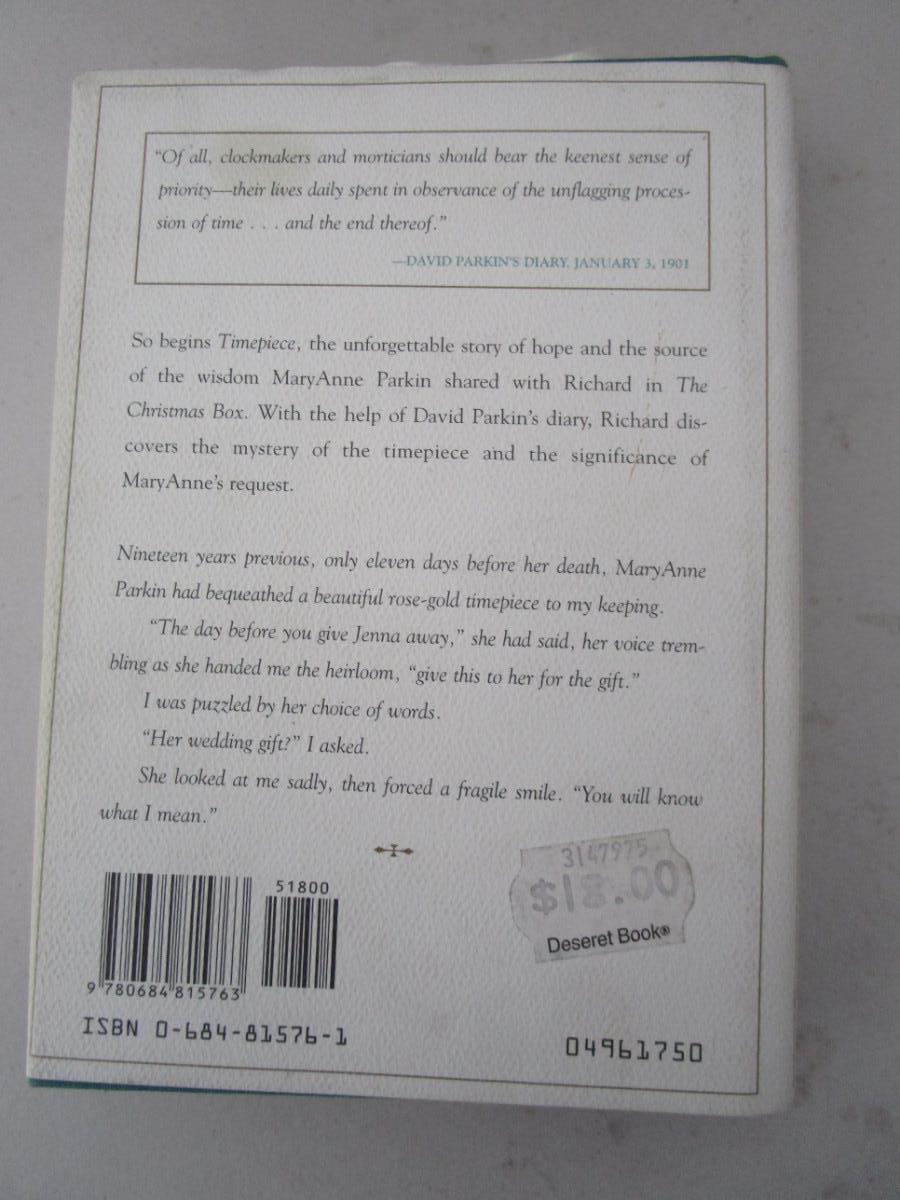 “Of all, clockmakers and morticians should bear the keenest sense of
priority—their lives daily spent in observance of the unflagging proces-
sion of time . . . and the end thereof.”
—DAVID PARKIN’S DIARY. JANUARY 3, 1901
So begins Timepiece, the unforgettable story of hope and the source
of the wisdom MaryAnne Parkin shared with Richard in The
Christmas Box. With the help of David Parkin’s diary, Richard dis-
covers the mystery of the timepiece and the significance of
MaryAnne’s request.
Nineteen years previous, only eleven days before her death, MaryAnne
Parkin had bequeathed a beautiful rose-gold timepiece to my keeping.
“The day before you give Jenna away,” she had said, her voice trem-
bling as she handed me the heirloom, “give this to her for the gift.”
I was puzzled by her choice of words.
“Her wedding gift?” I asked.
She looked at me sadly, then forced a fragile smile. “You will know
what I mean.”
51800
9 780684 815763
ISBN 0-684-81576-1
3147975
$18.00
Deseret Book®
04961750